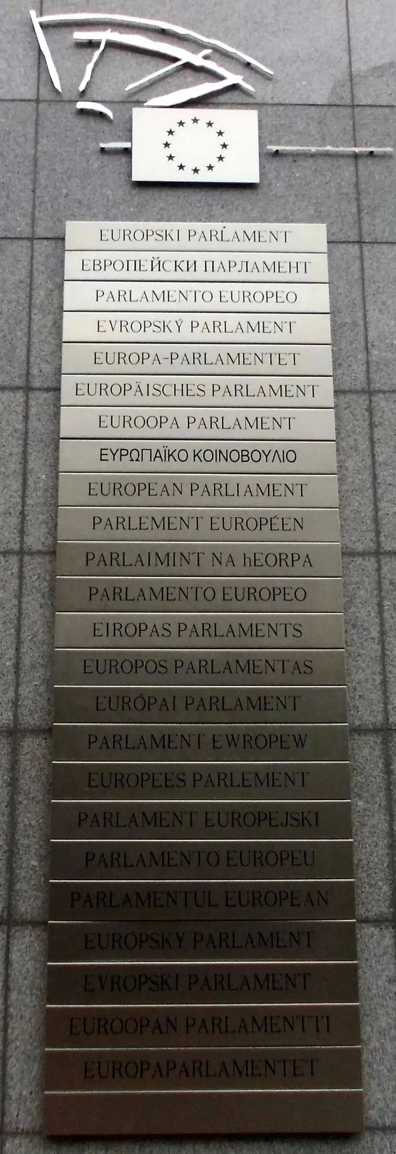 EUROPSKI PARLAMENT
ЕВРОПЕЙСКИ ПАРЛАМЕНТ
PARLAMENTO EUROPEO
EVROPSKÝ PARLAMENT
EUROPA-PARLAMENTET
EUROPÄISCHES PARLAMENT
EUROOPA PARLAMENT
ΕΥΡΩΠΑΪΚΟ ΚΟΙΝΟΒΟΥΛΙΟ
EUROPEAN PARLIAMENT
PARLEMENT EUROPÉEN
PARLAIMINT NA hEORPA
PARLAMENTO EUROPEO
EIROPAS PARLAMENTS
EUROPOS PARLAMENTAS
EURÓPAI PARLAMENT
PARLAMENT EWROPEW
EUROPEES PARLEMENT
PARLAMENT EUROPEJSKI
PARLAMENTO EUROPEU
PARLAMENTUL EUROPEAN
EURÓPSKY PARLAMENT
EVROPSKI PARLAMENT
EUROOPAN PARLAMENTTI
EUROPAPARLAMENTET